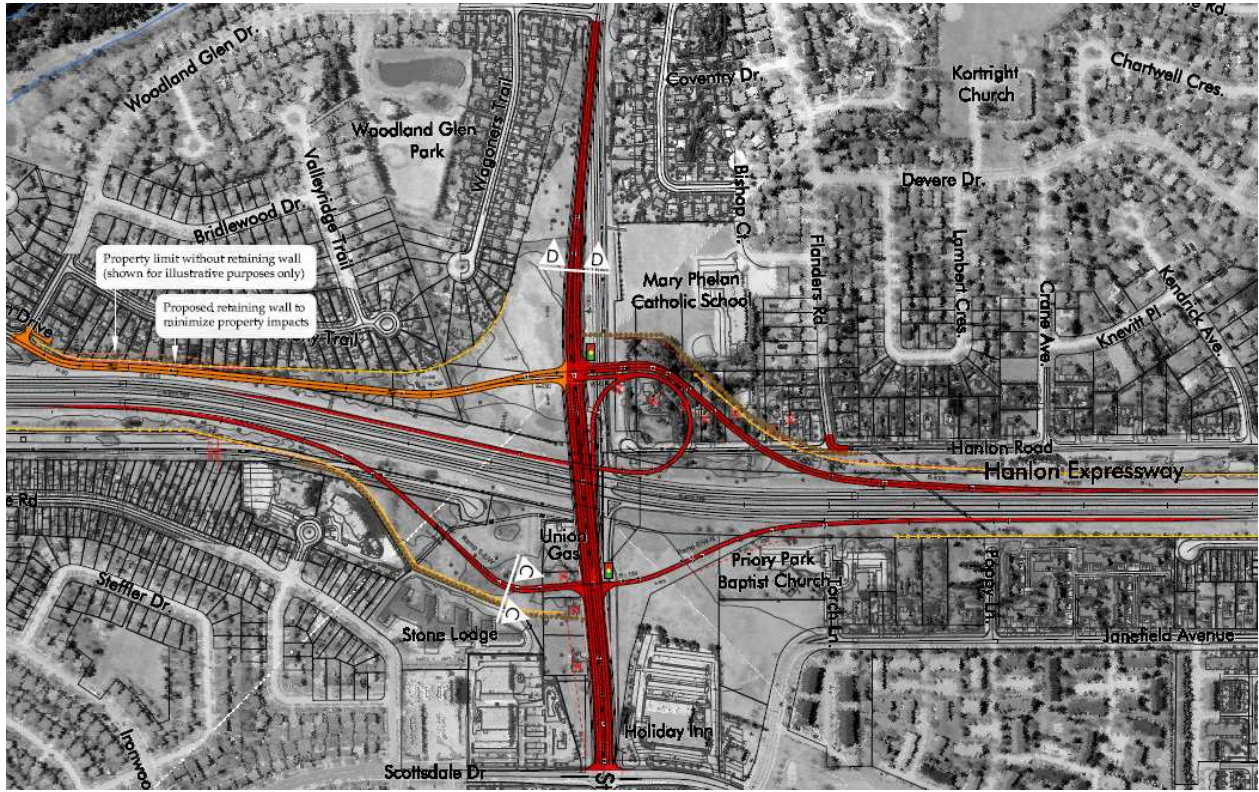 Woodland Glen Dr.
Coventry Dr.
Kortright
Church
Chartwell Cres.
Woodland Glen
Park
Wagoners Trail
Valleyridge Trail
Bridlewood Dr.
Bishop Ct.
Devere Dr.
Property limit without retaining wall
(shown for illustrative purposes only)
D D
Mary Phelan
Catholic School
Flanders Rd
Lambert Cres.
Crane Ave.
Knevitt Pl.
Kendrick Ave.
Proposed retaining wall to
minimize property impacts
Trail
Drive
Hanlon Road
Hanlon Expressway
Union
Gas
Priory Park
Baptist Church
Torch Ln.
Poppy Ln.
Janefield Avenue
C
C
Steffler Dr.
Stone Lodge
Holiday Inn
Scottsdale Dr